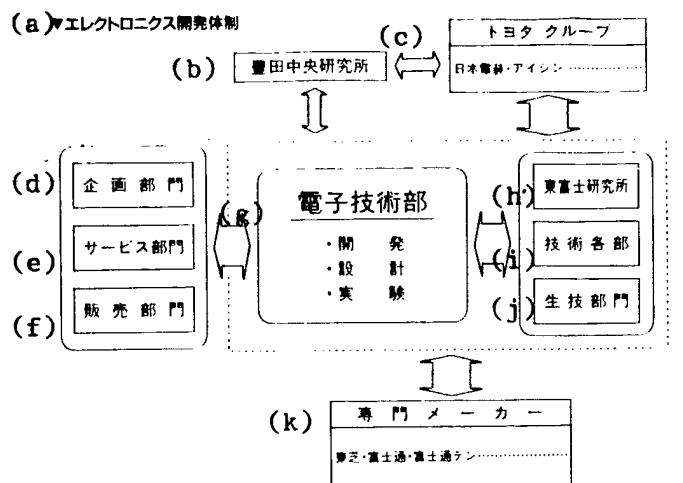 (a)▼エレクトロニクス開発体制
(b) 豊田中央研究所
(c) トヨタ グループ
日本電装・アイシン……………
(d) 企画部門
(e) サービス部門
(f) 販売部門
(g) 電子技術部
・開 発
・設 計
・実 験
(h) 東富士研究所
(i) 技術各部
(j) 生技部門
(k) 専門メーカー
東芝・富士通・富士通テン……………